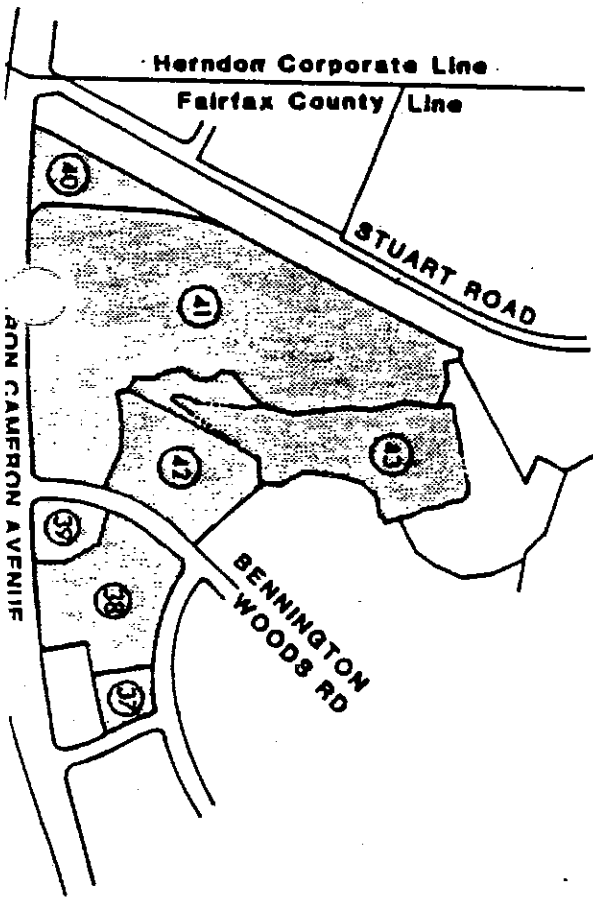 Herndon Corporate Line
Fairfax County Line
40
STUART ROAD
41
RON CAMERON AVENUE
43
42
39
BENNINGTON
WOODS RD
38
37